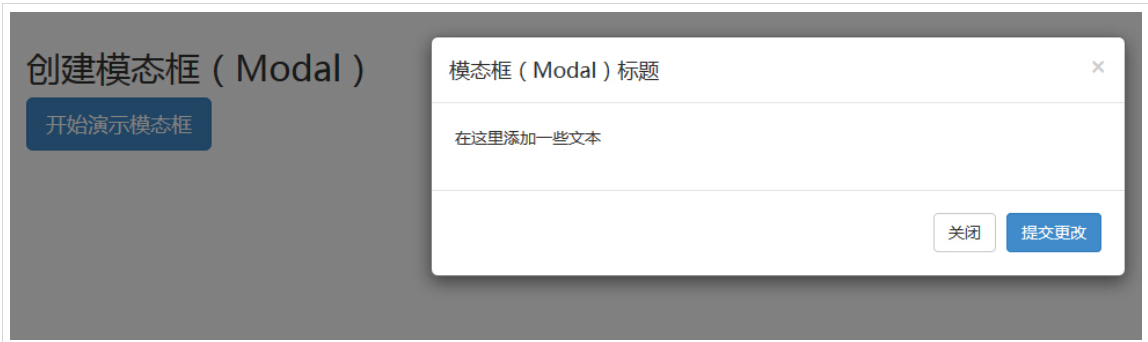 创建模态框（Modal）
开始演示模态框
模态框（Modal）标题
×
在这里添加一些文本
关闭
提交更改